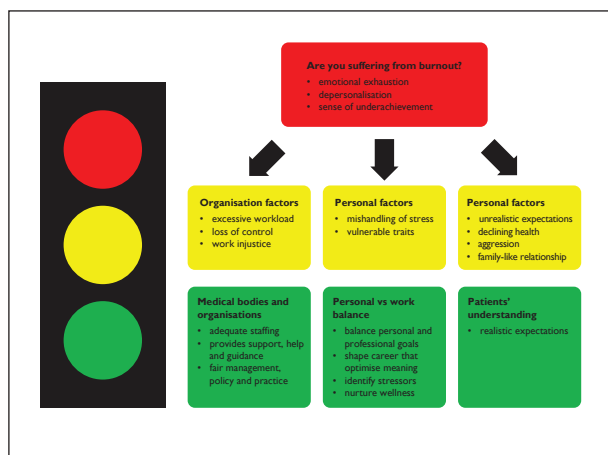 Are you suffering from burnout?
• emotional exhaustion
• depersonalisation
• sense of underachievement
Organisation factors
• excessive workload
• loss of control
• work injustice
Personal factors
• mishandling of stress
• vulnerable traits
Personal factors
• unrealistic expectations
• declining health
• aggression
• family-like relationship
Medical bodies and
organisations
• adequate staffing
• provides support, help
and guidance
• fair management,
policy and practice
Personal vs work
balance
• balance personal and
professional goals
• shape career that
optimise meaning
• identify stressors
• nurture wellness
Patients'
understanding
• realistic expectations